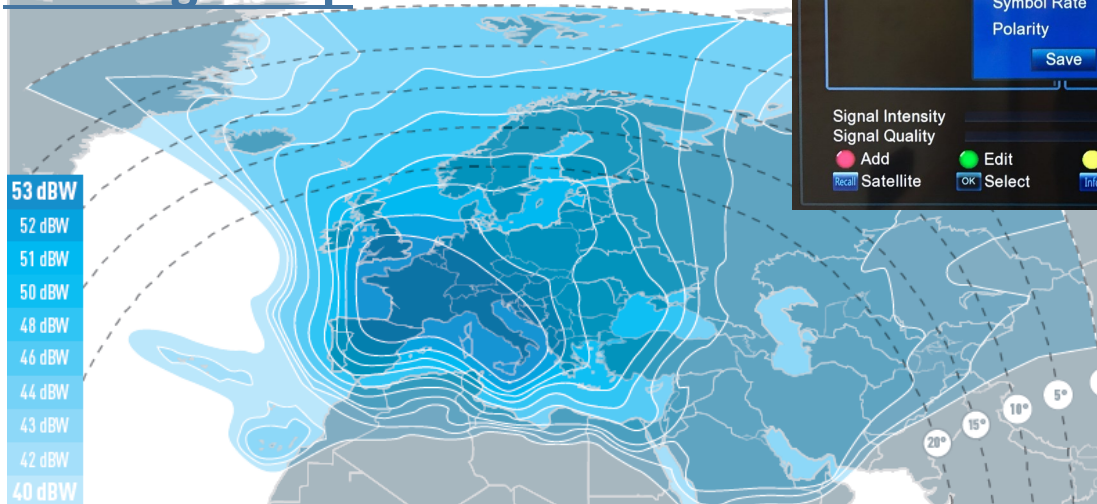 Symbol Rate
Polarity
Save
Signal Intensity
Signal Quality
Add
Edit
Recall Satellite
OK Select
Info
53 dBW
52 dBW
51 dBW
50 dBW
48 dBW
46 dBW
44 dBW
43 dBW
42 dBW
40 dBW
20°
15°
10°
5°